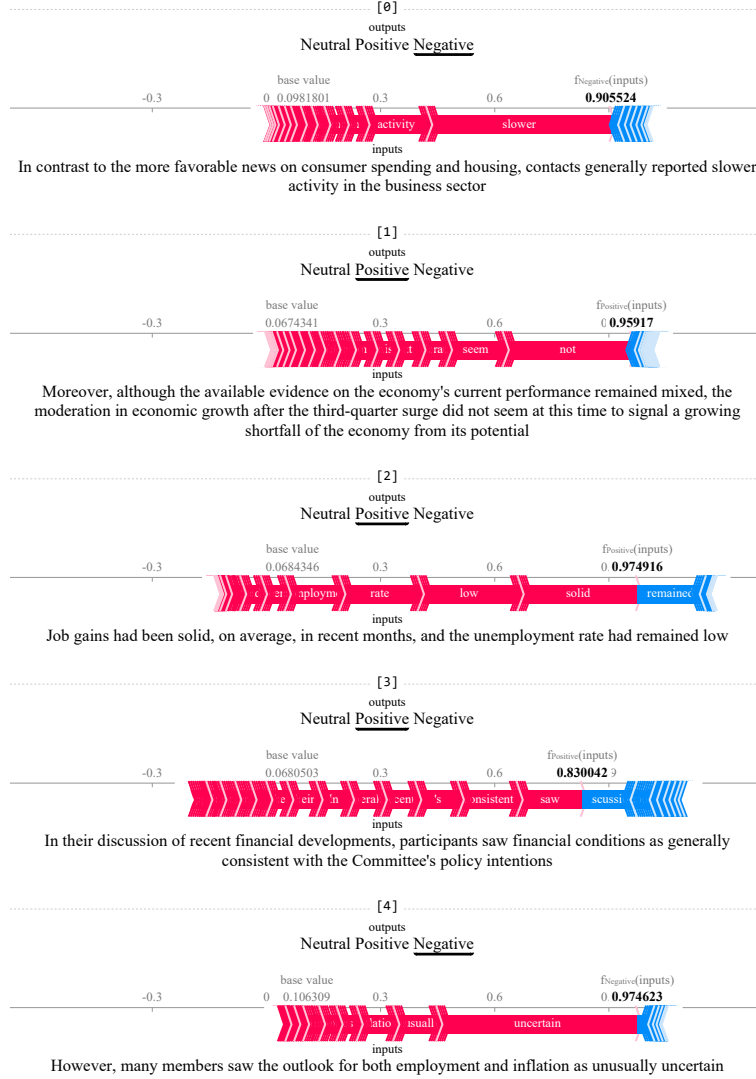 [0]
outputs
Neutral Positive Negative
base value
fNegative(inputs)
-0.3 0 0.0981801 0.3 0.6 0.905524
activity slower
inputs
In contrast to the more favorable news on consumer spending and housing, contacts generally reported slower
activity in the business sector
[1]
outputs
Neutral Positive Negative
base value
fPositive(inputs)
-0.3 0.0674341 0.3 0.6 0.95917
seem not
inputs
Moreover, although the available evidence on the economy's current performance remained mixed, the
moderation in economic growth after the third-quarter surge did not seem at this time to signal a growing
shortfall of the economy from its potential
[2]
outputs
Neutral Positive Negative
base value
fPositive(inputs)
-0.3 0.0684346 0.3 0.6 0.974916
rate low solid remained
inputs
Job gains had been solid, on average, in recent months, and the unemployment rate had remained low
[3]
outputs
Neutral Positive Negative
base value
fPositive(inputs)
-0.3 0.0680503 0.3 0.6 0.830042
's onsistent saw scussi
inputs
In their discussion of recent financial developments, participants saw financial conditions as generally
consistent with the Committee's policy intentions
[4]
outputs
Neutral Positive Negative
base value
fNegative(inputs)
-0.3 0 0.106309 0.3 0.6 0.974623
latio usuall uncertain
inputs
However, many members saw the outlook for both employment and inflation as unusually uncertain